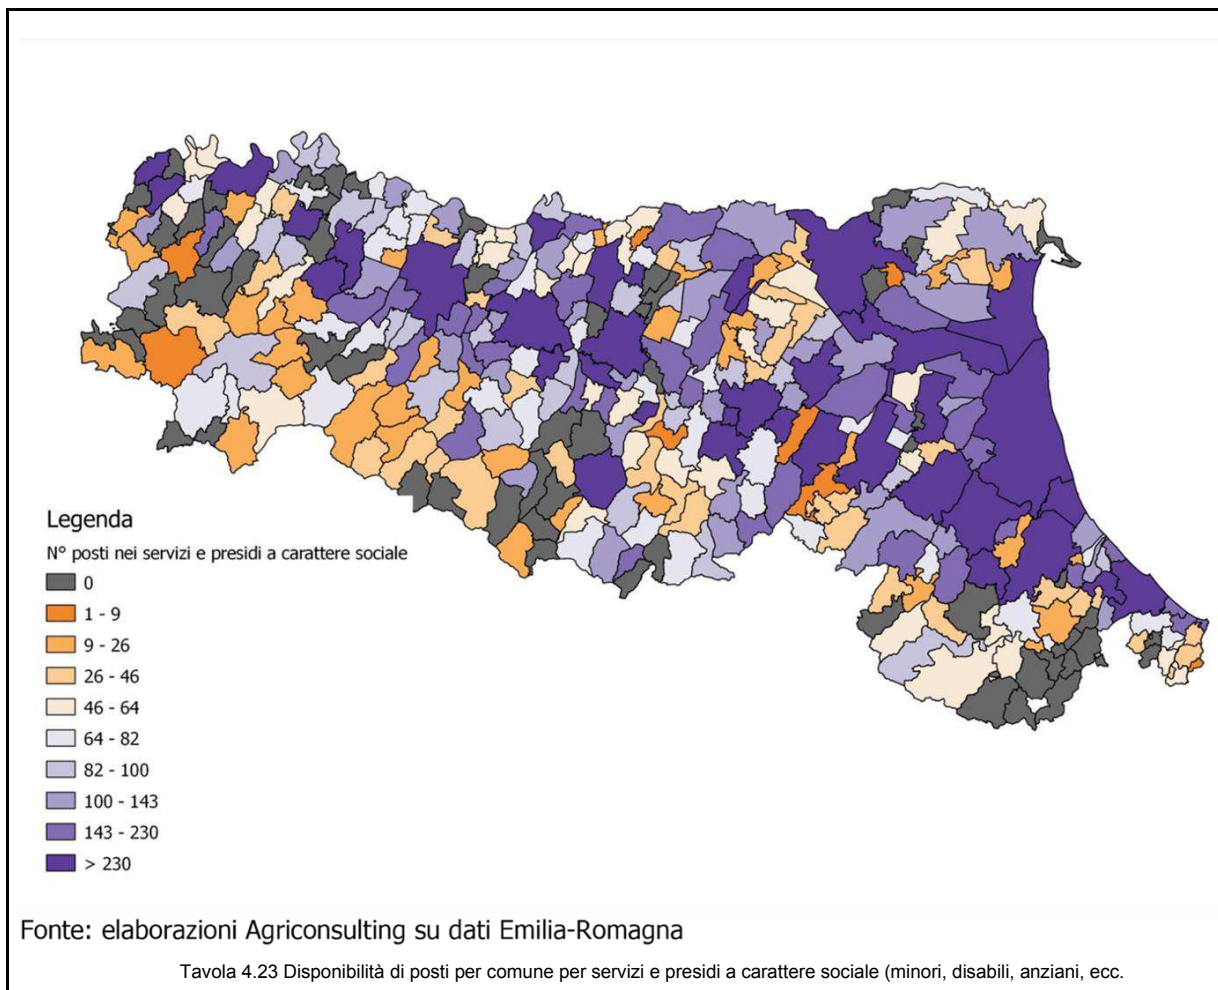 Legenda
N° posti nei servizi e presidi a carattere sociale
0
1 - 9
9 - 26
26 - 46
46 - 64
64 - 82
82 - 100
100 - 143
143 - 230
> 230
Fonte: elaborazioni Agriconsulting su dati Emilia-Romagna
Tavola 4.23 Disponibilità di posti per comune per servizi e presidi a carattere sociale (minori, disabili, anziani, ecc.